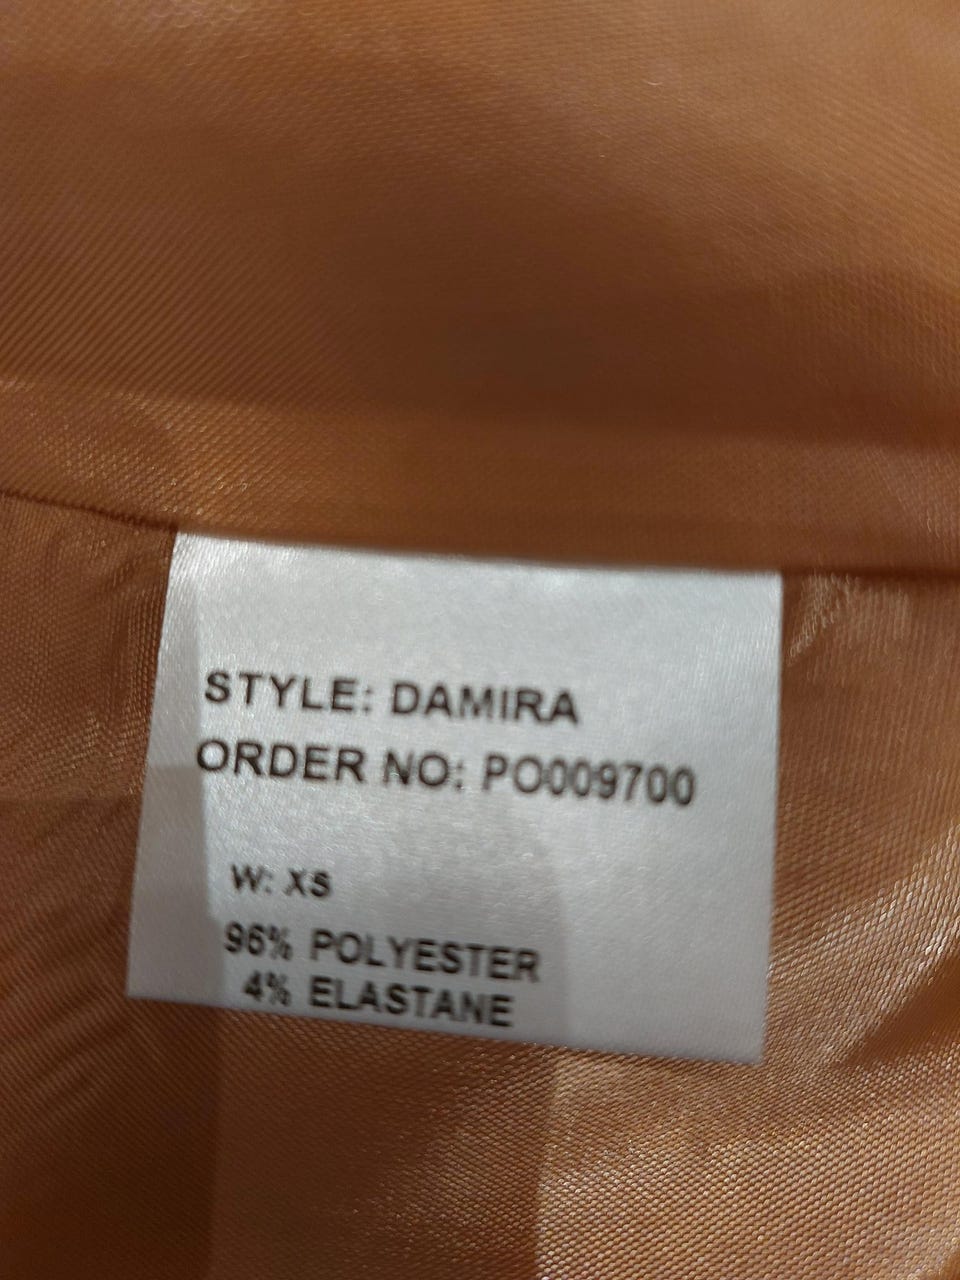 STYLE: DAMIRA
ORDER NO: PO009700
W: XS
96% POLYESTER
4% ELASTANE